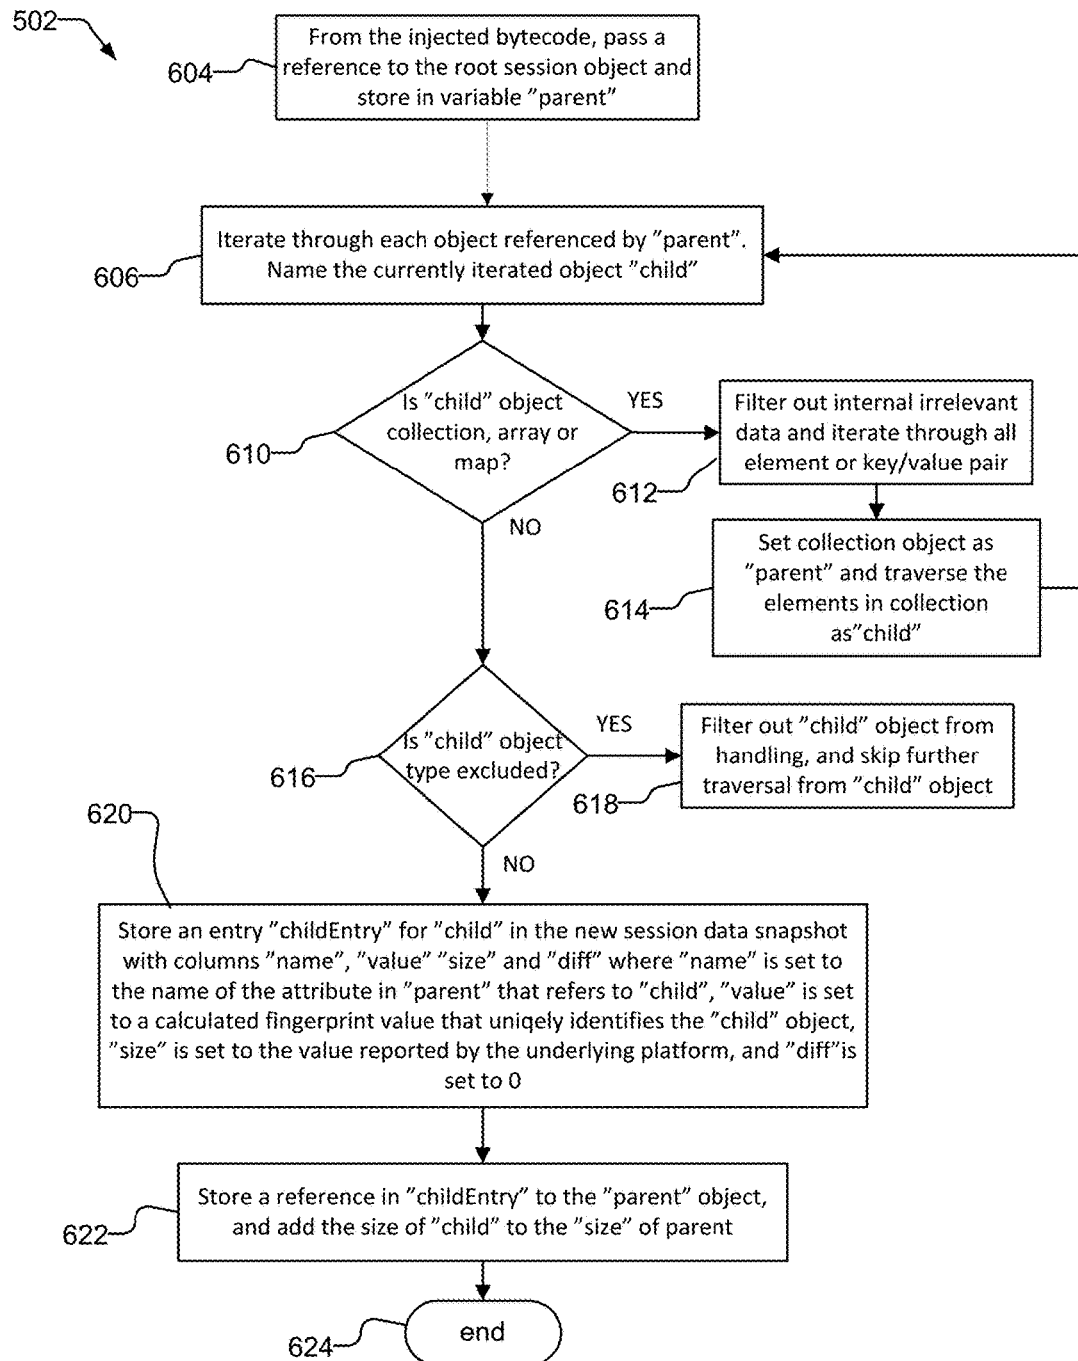 502
From the injected bytecode, pass a
reference to the root session object and
store in variable ”parent”
604
Iterate through each object referenced by ”parent”.
Name the currently iterated object ”child”
606
Is ”child” object
collection, array or
map?
610
YES
Filter out internal irrelevant
data and iterate through all
element or key/value pair
612
NO
Set collection object as
”parent” and traverse the
elements in collection
as”child”
614
Is ”child” object
type excluded?
616
YES
Filter out ”child” object from
handling, and skip further
traversal from ”child” object
618
NO
620
Store an entry ”childEntry” for ”child” in the new session data snapshot
with columns ”name”, ”value” ”size” and ”diff” where ”name” is set to
the name of the attribute in ”parent” that refers to ”child”, ”value” is set
to a calculated fingerprint value that uniqely identifies the ”child” object,
”size” is set to the value reported by the underlying platform, and ”diff”is
set to 0
Store a reference in ”childEntry” to the ”parent” object,
and add the size of ”child” to the ”size” of parent
622
end
624